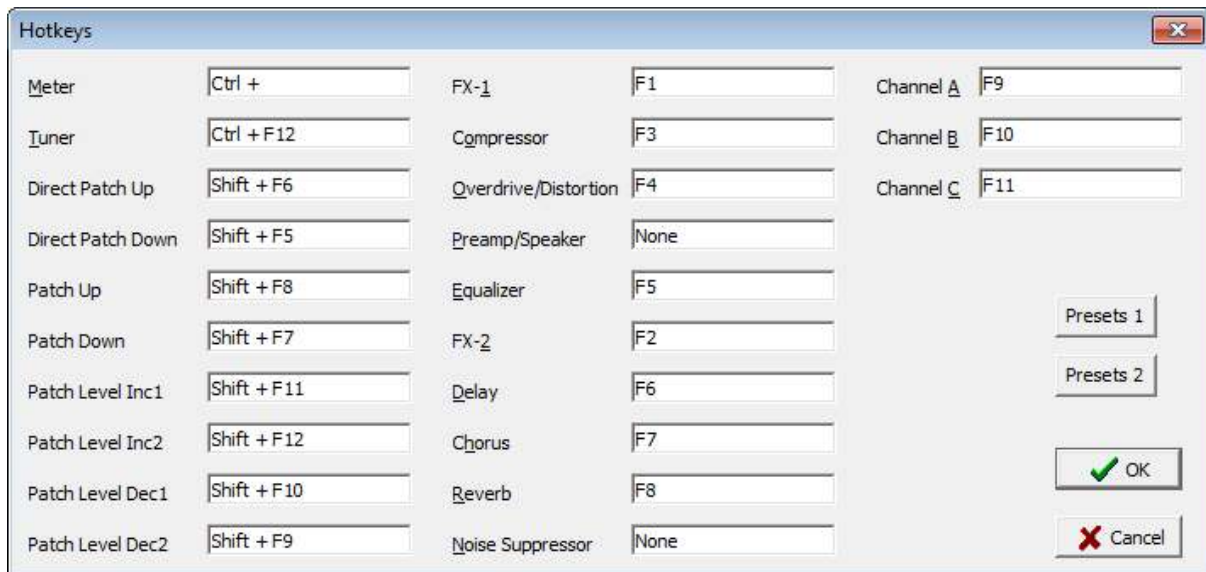 Hotkeys
Meter Ctrl + FX-1 F1 Channel A F9
Tuner Ctrl + F12 Compressor F3 Channel B F10
Direct Patch Up Shift + F6 Overdrive/Distortion F4 Channel C F11
Direct Patch Down Shift + F5 Preamp/Speaker None
Patch Up Shift + F8 Equalizer F5
Presets 1
Patch Down Shift + F7 FX-2 F2
Presets 2
Patch Level Inc1 Shift + F11 Delay F6
Patch Level Inc2 Shift + F12 Chorus F7
OK
Patch Level Dec1 Shift + F10 Reverb F8
Patch Level Dec2 Shift + F9 Noise Suppressor None Cancel